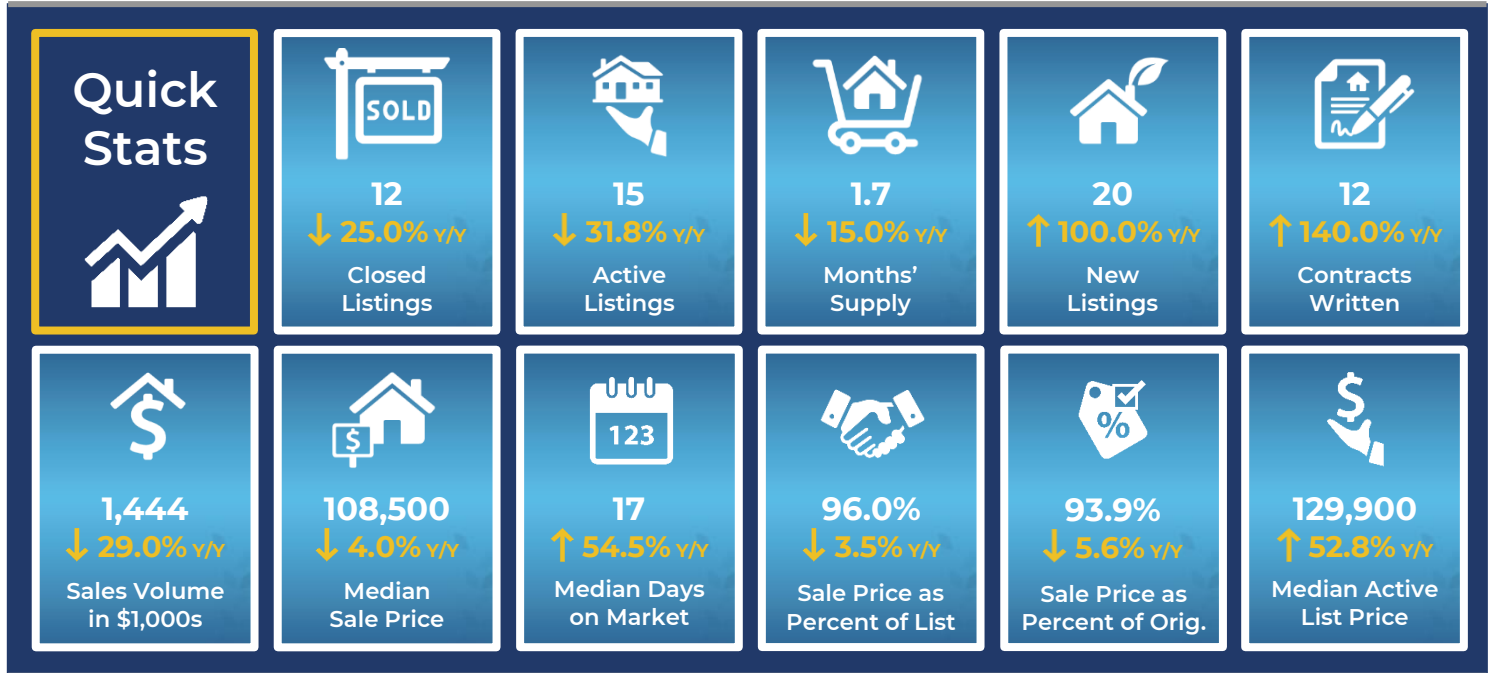 Quick
Stats
SOLD
12
↓ 25.0% Y/Y
Closed
Listings
15
↓ 31.8% Y/Y
Active
Listings
1.7
↓ 15.0% Y/Y
Months’
Supply
20
↑ 100.0% Y/Y
New
Listings
12
↑ 140.0% Y/Y
Contracts
Written
$
1,444
↓ 29.0% Y/Y
Sales Volume
in $1,000s
$
108,500
↓ 4.0% Y/Y
Median
Sale Price
123
17
↑ 54.5% Y/Y
Median Days
on Market
96.0%
↓ 3.5% Y/Y
Sale Price as
Percent of List
%
93.9%
↓ 5.6% Y/Y
Sale Price as
Percent of Orig.
$
129,900
↑ 52.8% Y/Y
Median Active
List Price